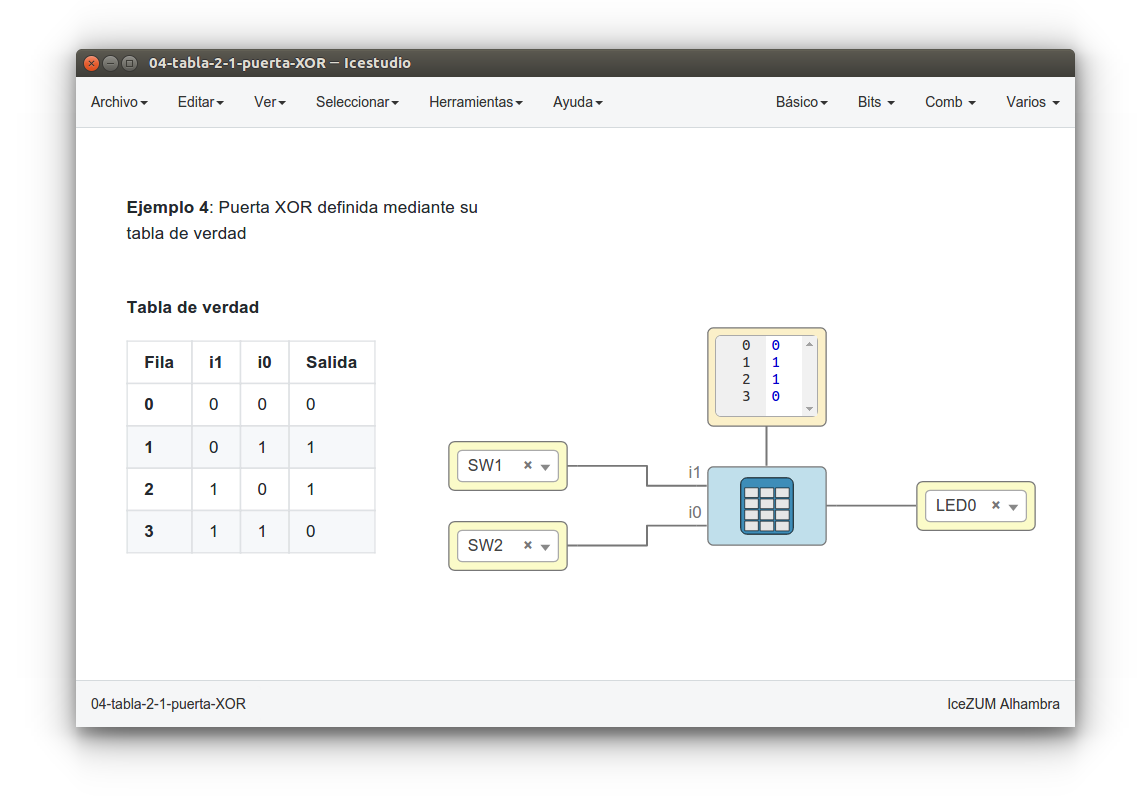 04-tabla-2-1-puerta-XOR – Icestudio
Archivo Editar Ver Seleccionar Herramientas Ayuda Básico Bits Comb Varios
Ejemplo 4: Puerta XOR definida mediante su
tabla de verdad
Tabla de verdad
Fila i1 i0 Salida
0 0 0 0
1 0 1 1
2 1 0 1
3 1 1 0
0 0
1 1
2 1
3 0
SW1
i1
i0
SW2
LED0
04-tabla-2-1-puerta-XOR IceZUM Alhambra